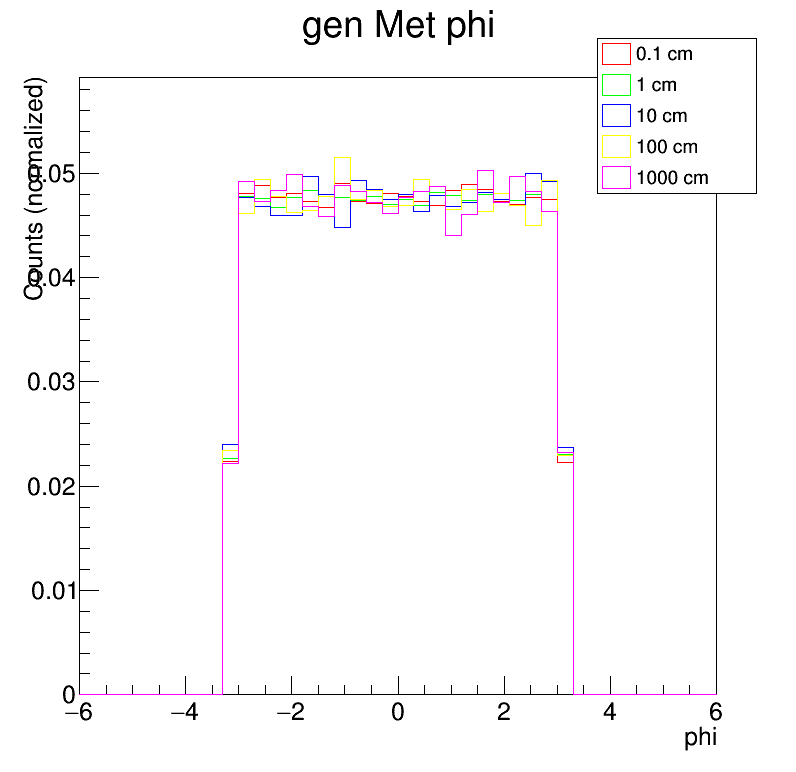 gen Met phi
0.1 cm
1 cm
10 cm
100 cm
1000 cm
Counts (normalized)
0.05
0.04
0.03
0.02
0.01
0
−6 −4 −2 0 2 4 6
phi